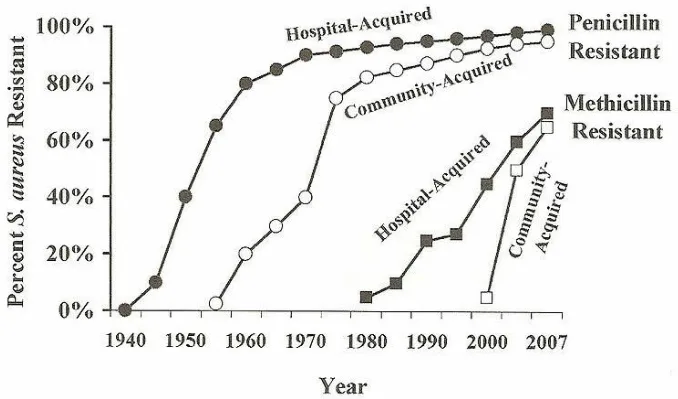 100%
80%
60%
40%
20%
0%
Percent S. aureus Resistant
Hospital-Acquired
Community-Acquired
Penicillin
Resistant
Methicillin
Resistant
Hospital-Acquired
Community-
Acquired
1940 1950 1960 1970 1980 1990 2000 2007
Year